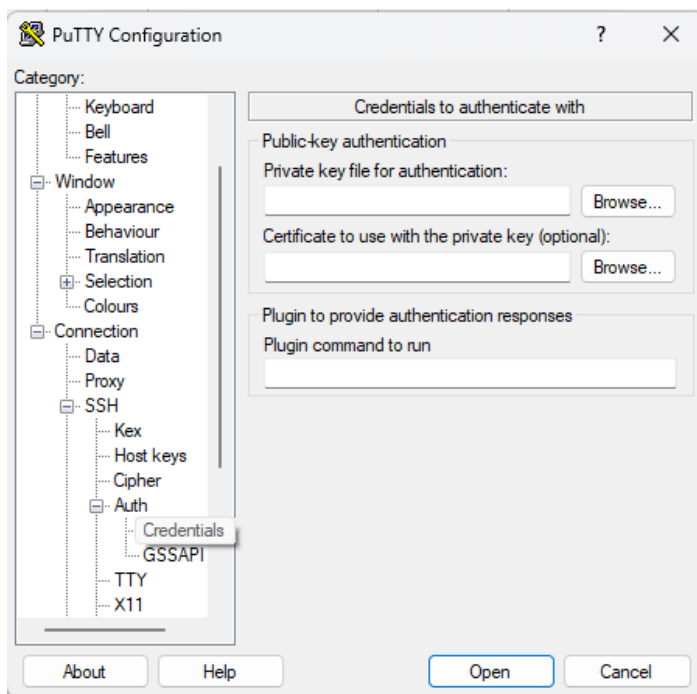 PuTTY Configuration
?
Category:
Keyboard
Bell
Features
Window
Appearance
Behaviour
Translation
Selection
Colours
Connection
Data
Proxy
SSH
Kex
Host keys
Cipher
Auth
Credentials
GSSAPI
TTY
X11
Credentials to authenticate with
Public-key authentication
Private key file for authentication:
Browse...
Certificate to use with the private key (optional):
Browse...
Plugin to provide authentication responses
Plugin command to run
About
Help
Open
Cancel